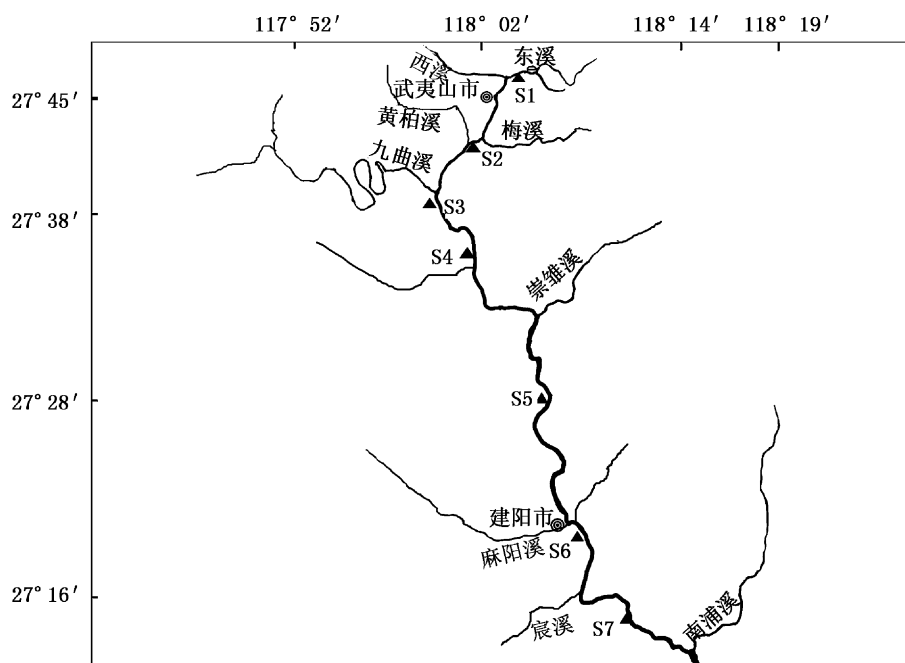 117° 52′
118° 02′
118° 14′
118° 19′
东溪
西溪
27° 45′
武夷山市
S1
黄柏溪
梅溪
九曲溪
S2
27° 38′
S3
S4
崇雒溪
27° 28′
S5
建阳市
麻阳溪
S6
27° 16′
宸溪
S7
南浦溪